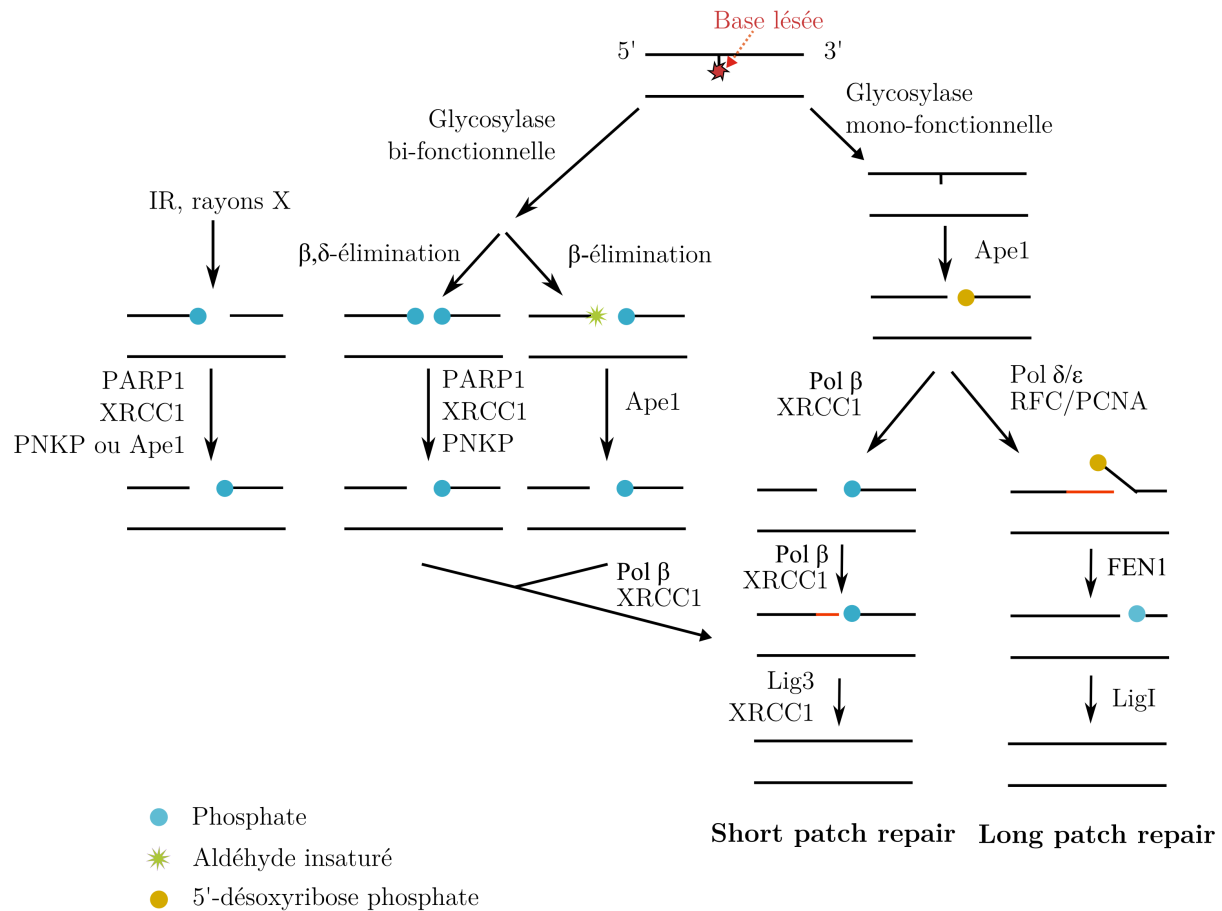 Base lésée
5' 3'
Glycosylase
bi-fonctionnelle
Glycosylase
mono-fonctionnelle
IR, rayons X
β,δ-élimination
β-élimination
Ape1
PARP1
XRCC1
PNKP ou Ape1
PARP1
XRCC1
PNKP
Ape1
Pol β
XRCC1
Pol δ/ε
RFC/PCNA
Pol β
XRCC1
Pol β
XRCC1
FEN1
Lig3
XRCC1
LigI
Short patch repair
Long patch repair
Phosphate
Aldéhyde insaturé
5'-désoxyribose phosphate